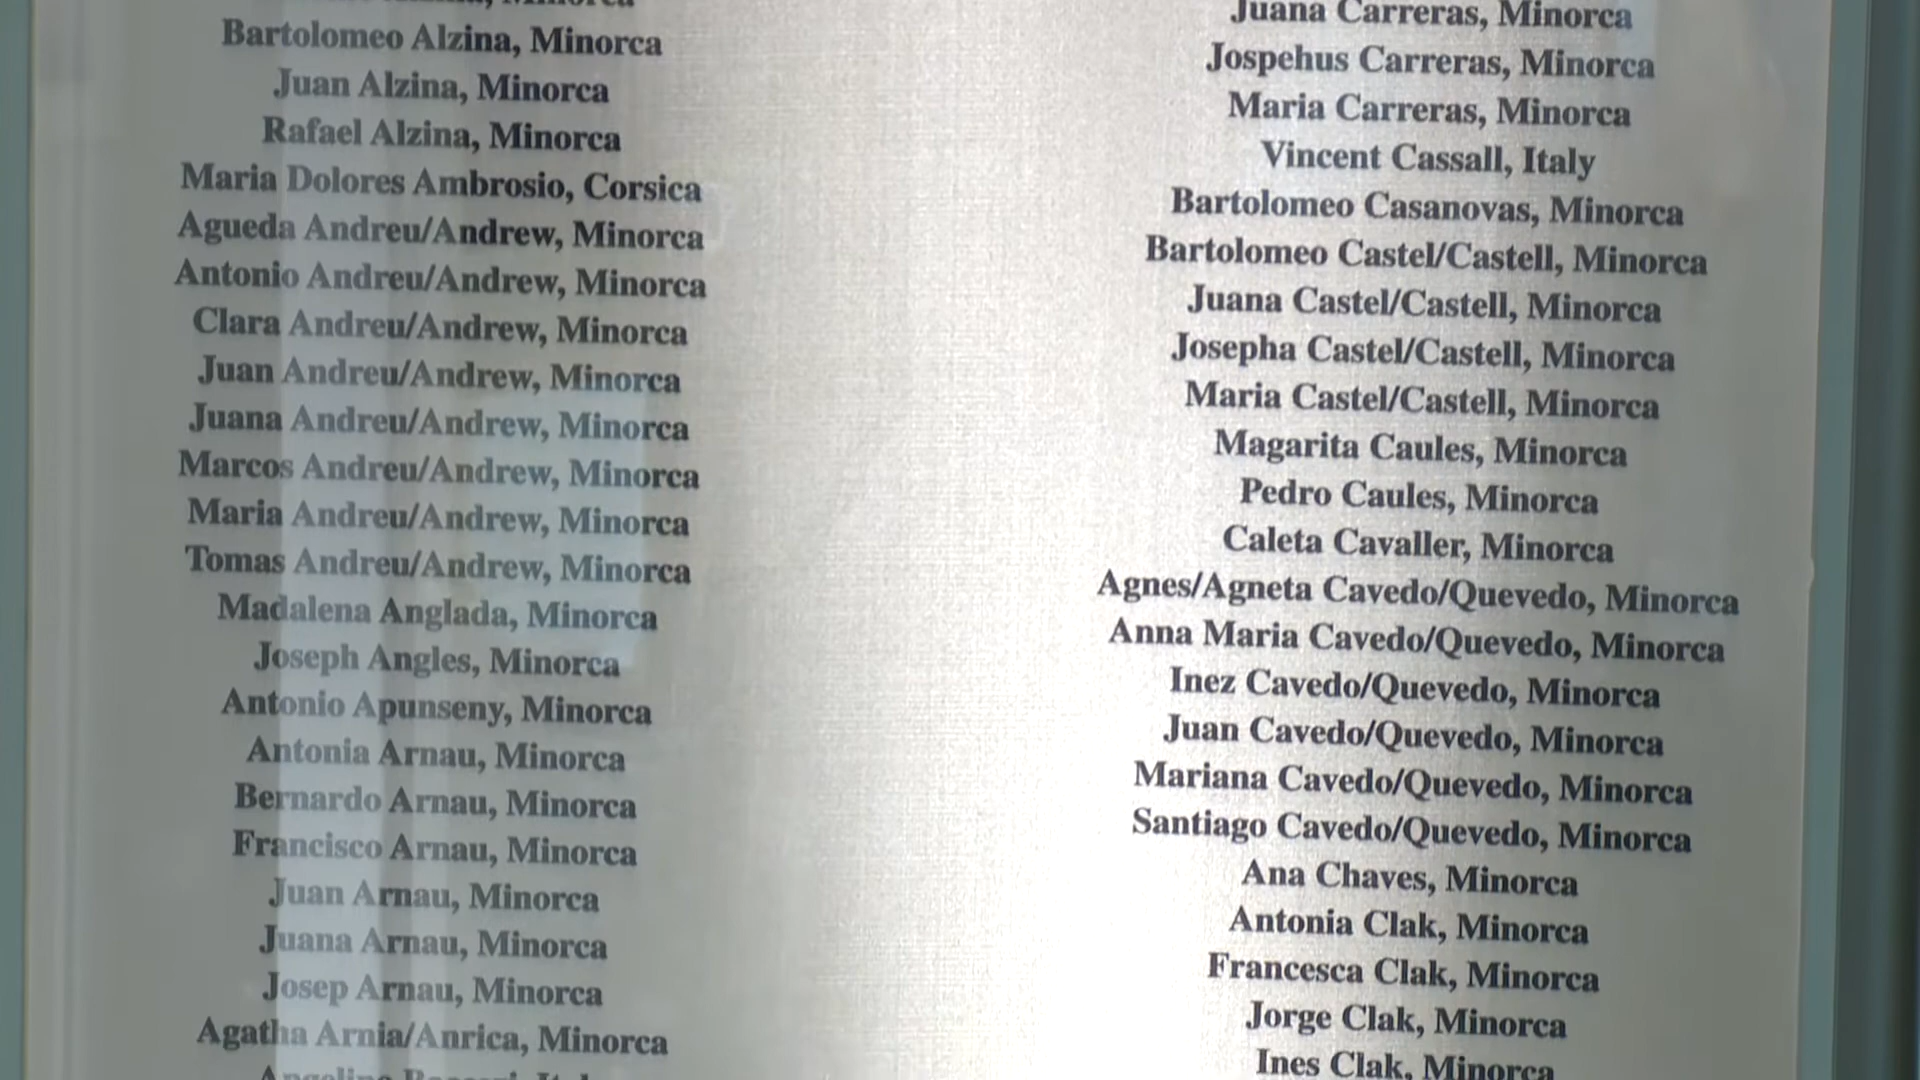 Minorca
Bartolomeo Alzina, Minorca
Juan Alzina, Minorca
Rafael Alzina, Minorca
Maria Dolores Ambrosio, Corsica
Agueda Andreu/Andrew, Minorca
Antonio Andreu/Andrew, Minorca
Clara Andreu/Andrew, Minorca
Juan Andreu/Andrew, Minorca
Juana Andreu/Andrew, Minorca
Marcos Andreu/Andrew, Minorca
Maria Andreu/Andrew, Minorca
Tomas Andreu/Andrew, Minorca
Madalena Anglada, Minorca
Joseph Angles, Minorca
Antonio Apunseny, Minorca
Antonia Arnau, Minorca
Bernardo Arnau, Minorca
Francisco Arnau, Minorca
Juan Arnau, Minorca
Juana Arnau, Minorca
Josep Arnau, Minorca
Agatha Arnia/Anrica, Minorca
Juana Carreras, Minorca
Jospehus Carreras, Minorca
Maria Carreras, Minorca
Vincent Cassall, Italy
Bartolomeo Casanovas, Minorca
Bartolomeo Castel/Castell, Minorca
Juana Castel/Castell, Minorca
Josepha Castel/Castell, Minorca
Maria Castel/Castell, Minorca
Magarita Caules, Minorca
Pedro Caules, Minorca
Caleta Cavaller, Minorca
Agnes/Agneta Cavedo/Quevedo, Minorca
Anna Maria Cavedo/Quevedo, Minorca
Inez Cavedo/Quevedo, Minorca
Juan Cavedo/Quevedo, Minorca
Mariana Cavedo/Quevedo, Minorca
Santiago Cavedo/Quevedo, Minorca
Ana Chaves, Minorca
Antonia Clak, Minorca
Francesca Clak, Minorca
Jorge Clak, Minorca
Ines Clak, Minorca